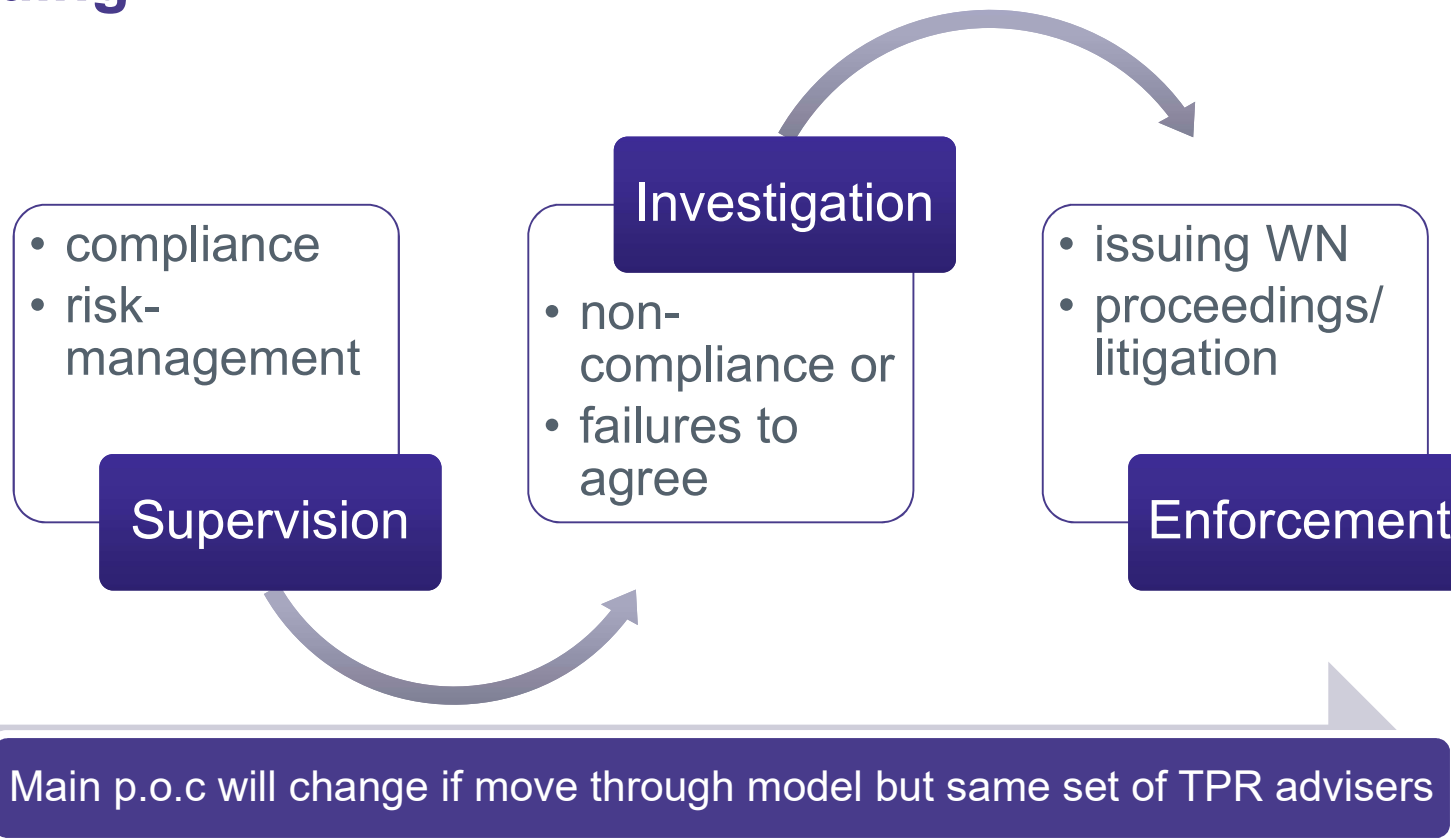 • compliance
• risk-
management
Supervision
Investigation
• non-
compliance or
• failures to
agree
• issuing WN
• proceedings/
litigation
Enforcement
Main p.o.c will change if move through model but same set of TPR advisers